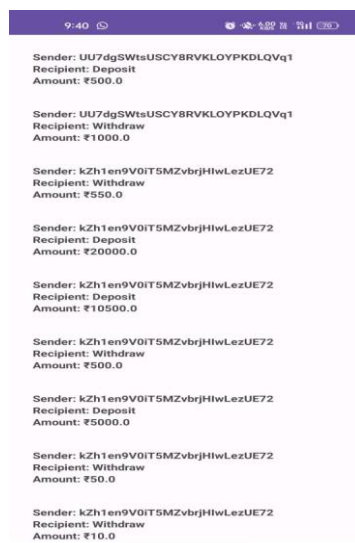 9:40
70
Sender: UU7dgSWtsUSCY8RVKLOYPKDLQVq1
Recipient: Deposit
Amount: ₹500.0
Sender: UU7dgSWtsUSCY8RVKLOYPKDLQVq1
Recipient: Withdraw
Amount: ₹1000.0
Sender: kZh1en9V0iT5MZvbrjHIwLezUE72
Recipient: Withdraw
Amount: ₹550.0
Sender: kZh1en9V0iT5MZvbrjHIwLezUE72
Recipient: Deposit
Amount: ₹20000.0
Sender: kZh1en9V0iT5MZvbrjHIwLezUE72
Recipient: Deposit
Amount: ₹10500.0
Sender: kZh1en9V0iT5MZvbrjHIwLezUE72
Recipient: Withdraw
Amount: ₹500.0
Sender: kZh1en9V0iT5MZvbrjHIwLezUE72
Recipient: Deposit
Amount: ₹5000.0
Sender: kZh1en9V0iT5MZvbrjHIwLezUE72
Recipient: Withdraw
Amount: ₹50.0
Sender: kZh1en9V0iT5MZvbrjHIwLezUE72
Recipient: Withdraw
Amount: ₹10.0